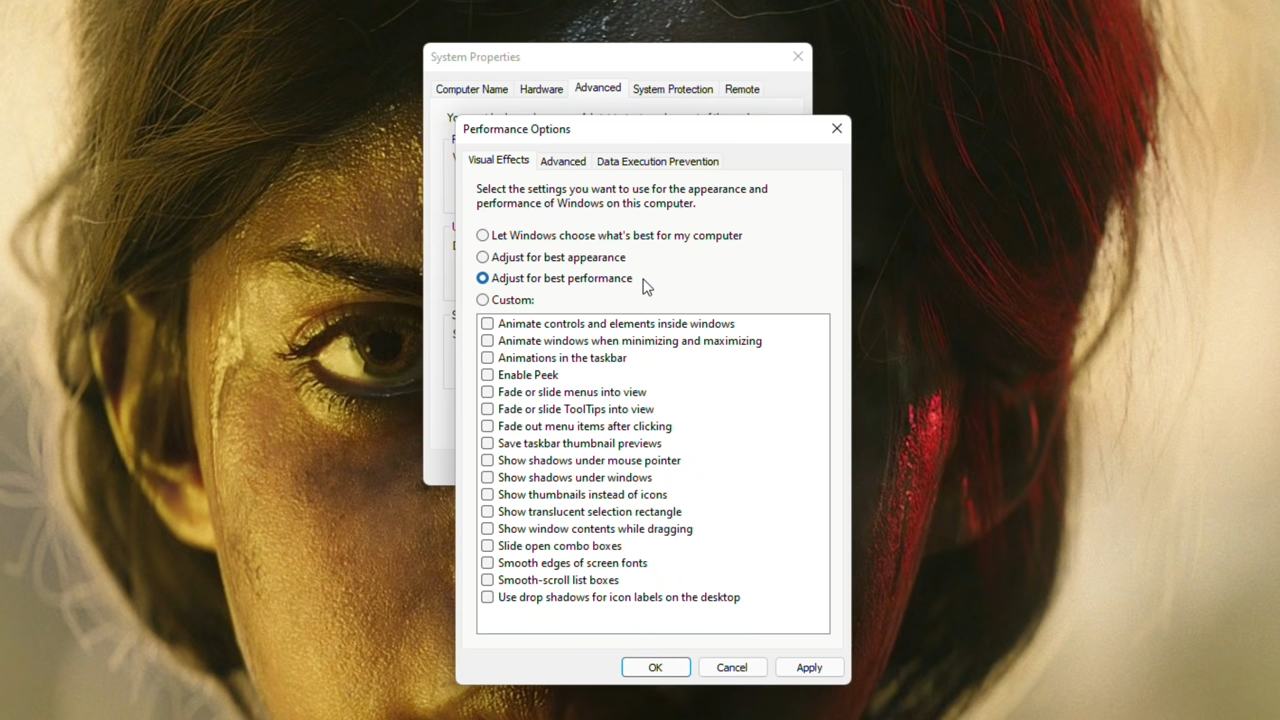 System Properties
Computer Name Hardware Advanced System Protection Remote
Performance Options
Visual Effects Advanced Data Execution Prevention
Select the settings you want to use for the appearance and
performance of Windows on this computer.
Let Windows choose what's best for my computer
Adjust for best appearance
Adjust for best performance
Custom:
Animate controls and elements inside windows
Animate windows when minimizing and maximizing
Animations in the taskbar
Enable Peek
Fade or slide menus into view
Fade or slide ToolTips into view
Fade out menu items after clicking
Save taskbar thumbnail previews
Show shadows under mouse pointer
Show shadows under windows
Show thumbnails instead of icons
Show translucent selection rectangle
Show window contents while dragging
Slide open combo boxes
Smooth edges of screen fonts
Smooth-scroll list boxes
Use drop shadows for icon labels on the desktop
OK Cancel Apply